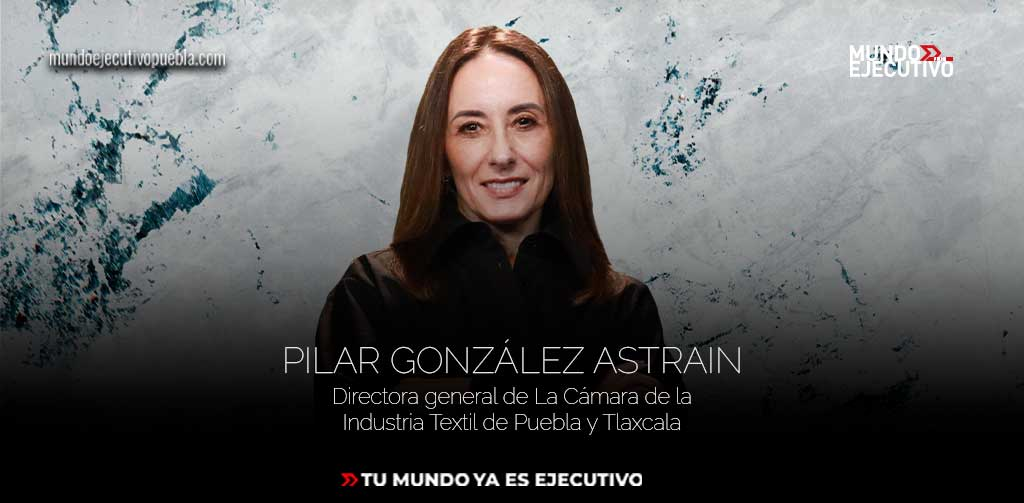 mundoejecutivopuebla.com
MUNDO
EJECUTIVO
PILAR GONZÁLEZ ASTRAIN
Directora general de La Cámara de la
Industria Textil de Puebla y Tlaxcala
TU MUNDO YA ES EJECUTIVO